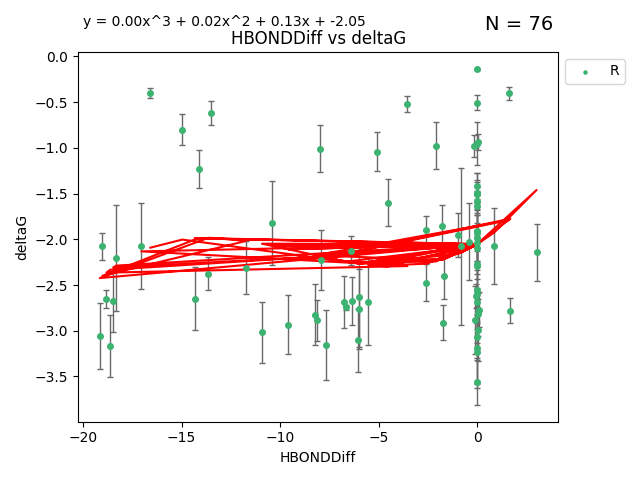 y = 0.00x^3 + 0.02x^2 + 0.13x + -2.05
N = 76
HBONDDiff vs deltaG
R
0.0
−0.5
−1.0
−1.5
−2.0
−2.5
−3.0
−3.5
deltaG
−20
−15
−10
−5
0
HBONDDiff